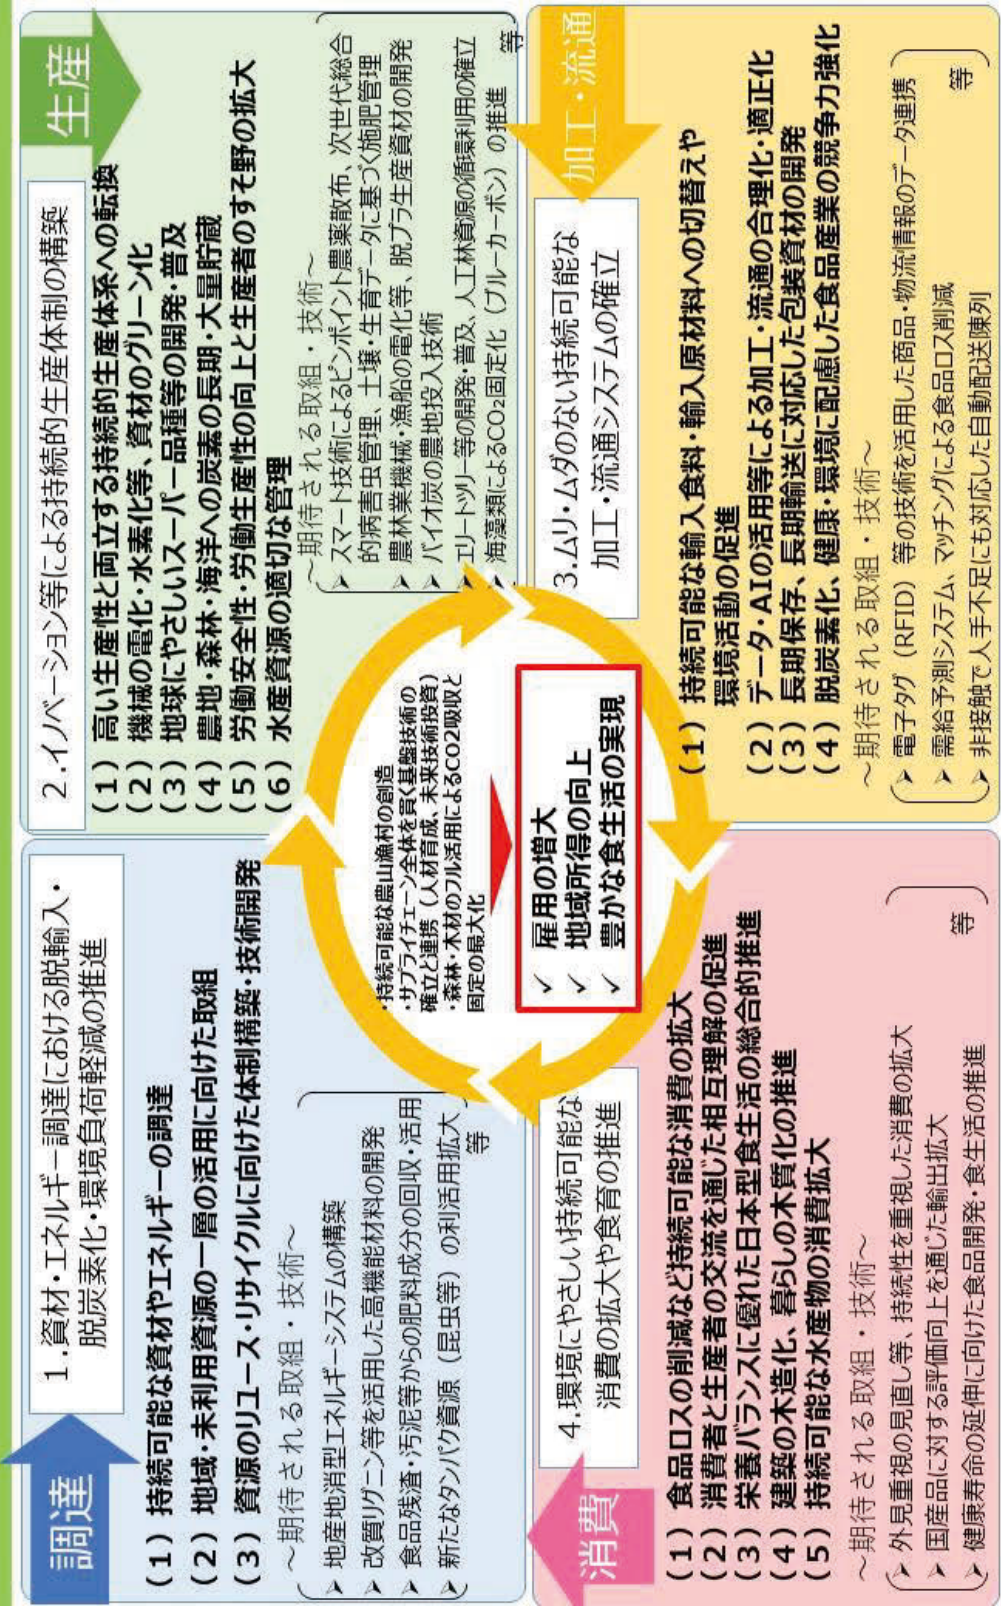 調達
1.資材・エネルギー調達における脱輸入・
脱炭素化・環境負荷軽減の推進
(1) 持続可能な資材やエネルギーの調達
(2) 地域・未利用資源の一層の活用に向けた取組
(3) 資源のリユース・リサイクルに向けた体制構築・技術開発
～期待される取組・技術～
➤ 地産地消型エネルギーシステムの構築
➤ 改質リグニン等を活用した高機能材料の開発
➤ 食品残渣・汚泥等からの肥料成分の回収・活用
➤ 新たなタンパク資源（昆虫等）の利活用拡大
等
生産
2.イノベーション等による持続的生産体制の構築
(1) 高い生産性と両立する持続的生産体系への転換
(2) 機械の電化・水素化等、資材のグリーン化
(3) 地球にやさしいスーパー品種等の開発・普及
(4) 農地・森林・海洋への炭素の長期・大量貯蔵
(5) 労働安全性・労働生産性の向上と生産者のすそ野の拡大
(6) 水産資源の適切な管理
～期待される取組・技術～
➤ スマート技術によるピンポイント農薬散布、次世代総合
的病害虫管理、土壌・生育データに基づく施肥管理
➤ 農林業機械・漁船の電化等、脱プラ生産資材の開発
➤ バイオ炭の農地投入技術
➤ エリートツリー等の開発・普及、人工林資源の循環利用の確立
➤ 海藻類によるCO₂固定化（ブルーカーボン）の推進
等
・持続可能な農山漁村の創造
・サプライチェーン全体を貫く基盤技術の
確立と連携（人材育成、未来技術投資）
・森林・木材のフル活用によるCO2吸収と
固定の最大化
✓ 雇用の増大
✓ 地域所得の向上
✓ 豊かな食生活の実現
消費
4.環境にやさしい持続可能な
消費の拡大や食育の推進
(1) 食品ロスの削減など持続可能な消費の拡大
(2) 消費者と生産者の交流を通じた相互理解の促進
(3) 栄養バランスに優れた日本型食生活の総合的推進
(4) 建築の木造化、暮らしの木質化の推進
(5) 持続可能な水産物の消費拡大
～期待される取組・技術～
➤ 外見重視の見直し等、持続性を重視した消費の拡大
➤ 国産品に対する評価向上を通じた輸出拡大
➤ 健康寿命の延伸に向けた食品開発・食生活の推進
等
加工・流通
3.ムリ・ムダのない持続可能な
加工・流通システムの確立
(1) 持続可能な輸入食料・輸入原材料への切替えや
環境活動の促進
(2) データ・AIの活用等による加工・流通の合理化・適正化
(3) 長期保存、長期輸送に対応した包装資材の開発
(4) 脱炭素化、健康・環境に配慮した食品産業の競争力強化
～期待される取組・技術～
➤ 電子タグ（RFID）等の技術を活用した商品・物流情報のデータ連携
➤ 需給予測システム、マッチングによる食品ロス削減
➤ 非接触で人手不足にも対応した自動配送陳列
等